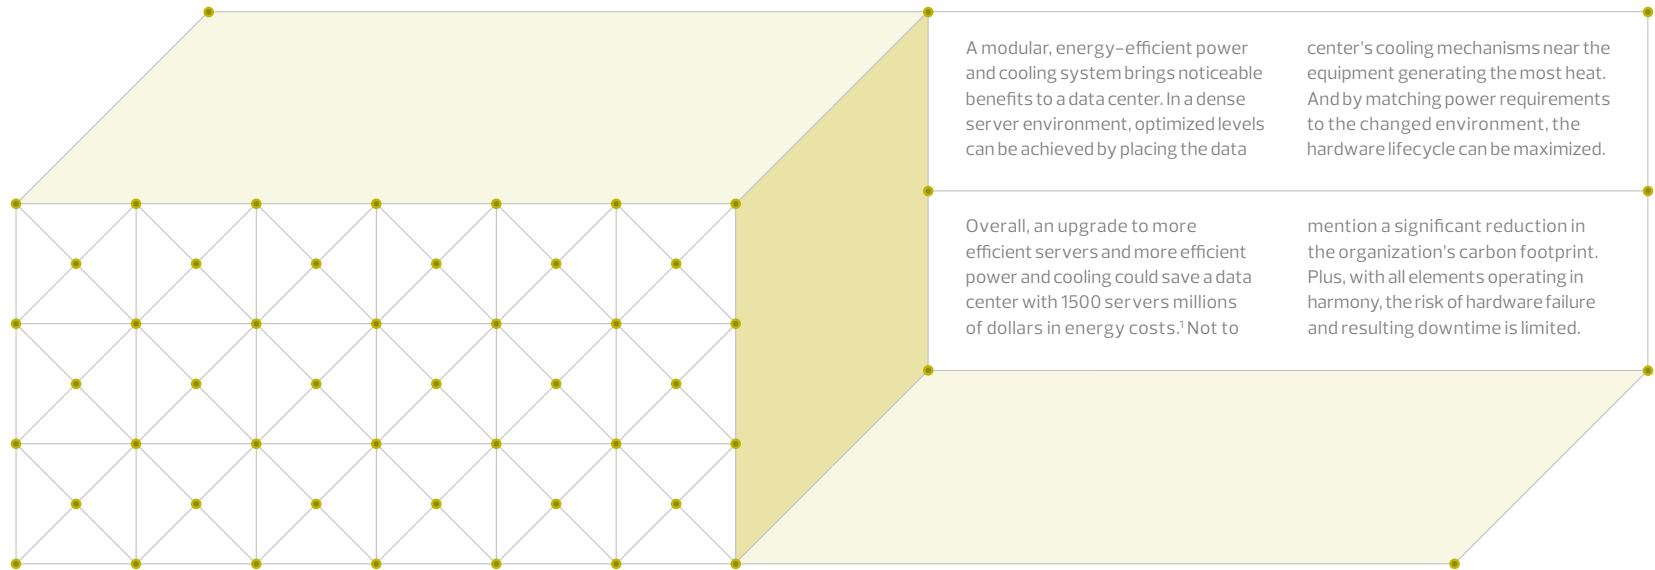 A modular, energy-efficient power
and cooling system brings noticeable
benefits to a data center. In a dense
server environment, optimized levels
can be achieved by placing the data
center's cooling mechanisms near the
equipment generating the most heat.
And by matching power requirements
to the changed environment, the
hardware lifecycle can be maximized.
Overall, an upgrade to more
efficient servers and more efficient
power and cooling could save a data
center with 1500 servers millions
of dollars in energy costs.¹ Not to
mention a significant reduction in
the organization's carbon footprint.
Plus, with all elements operating in
harmony, the risk of hardware failure
and resulting downtime is limited.